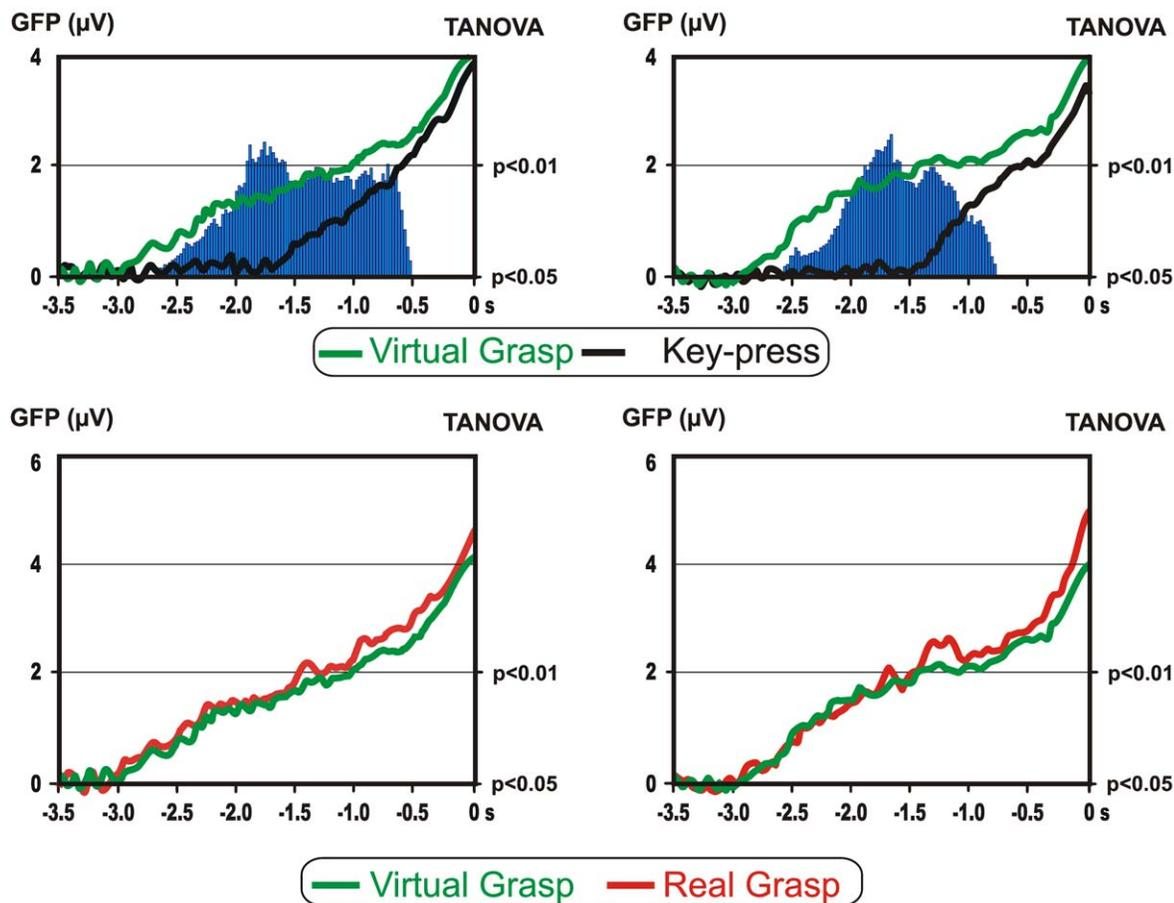 GFP (µV) TANOVA GFP (µV) TANOVA
4 4
2 p<0.01 2 p<0.01
0 p<0.05 0 p<0.05
-3.5 -3.0 -2.5 -2.0 -1.5 -1.0 -0.5 0 s -3.5 -3.0 -2.5 -2.0 -1.5 -1.0 -0.5 0 s
Virtual Grasp Key-press
GFP (µV) TANOVA GFP (µV) TANOVA
6 6
4 4
2 p<0.01 2 p<0.01
0 p<0.05 0 p<0.05
-3.5 -3.0 -2.5 -2.0 -1.5 -1.0 -0.5 0 s -3.5 -3.0 -2.5 -2.0 -1.5 -1.0 -0.5 0 s
Virtual Grasp Real Grasp